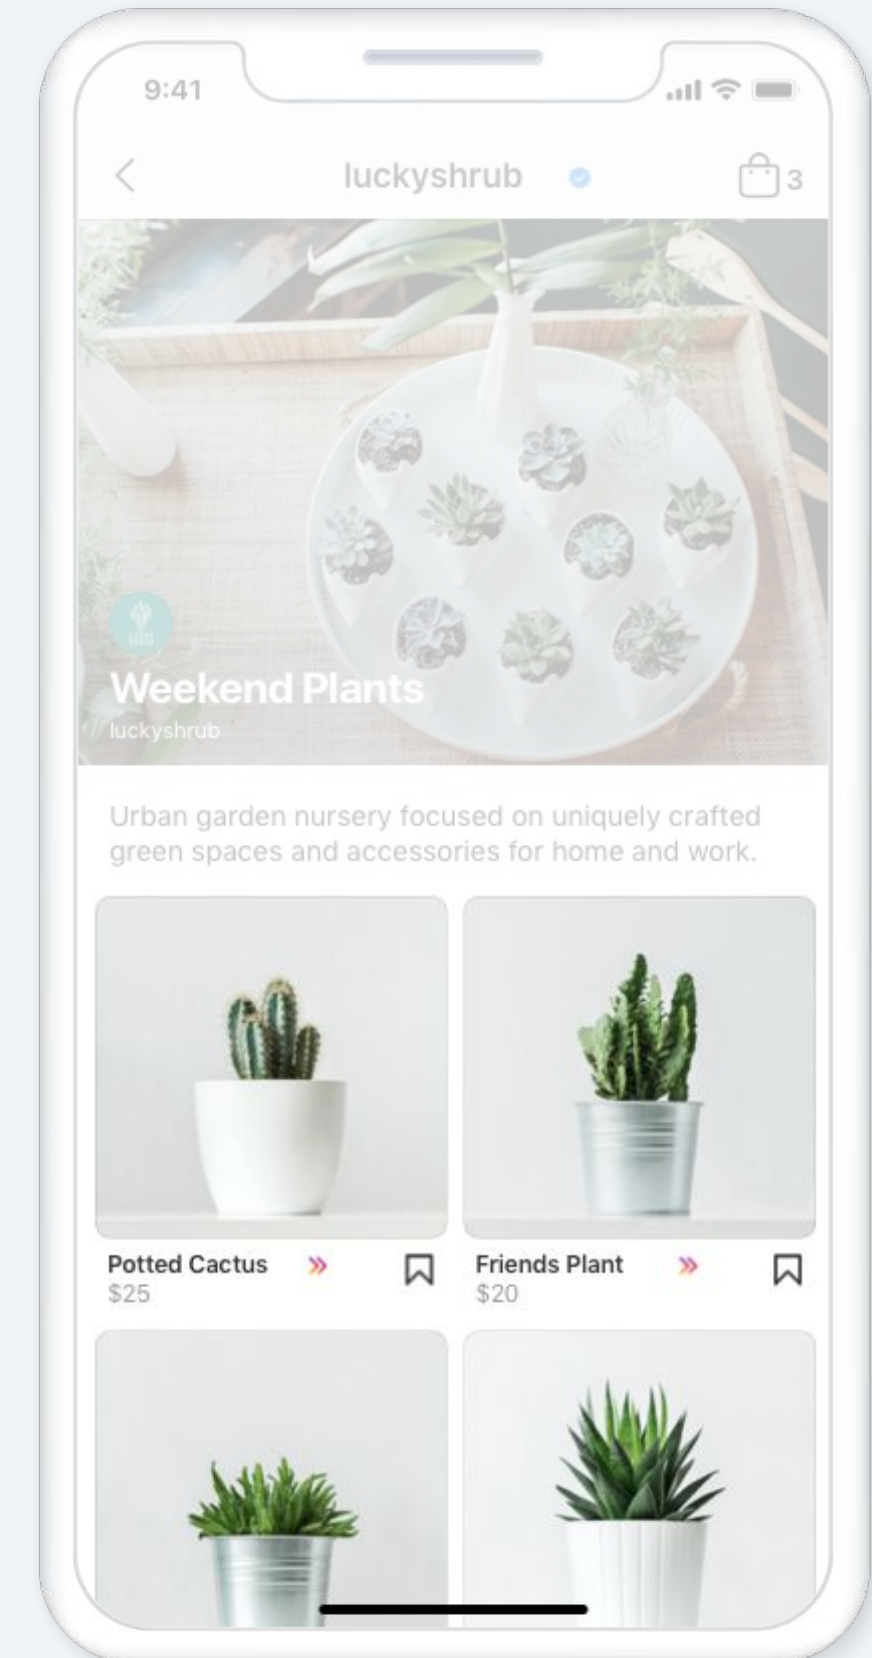 9:41
luckyshrub
3
Weekend Plants
luckyshrub
Urban garden nursery focused on uniquely crafted
green spaces and accessories for home and work.
Potted Cactus
$25
Friends Plant
$20